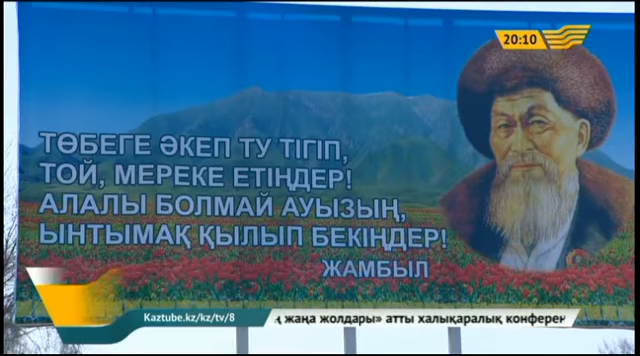 20:10
ТӨБЕГЕ ӘКЕП ТУ ТІГІП,
ТОЙ, МЕРЕКЕ ЕТІҢДЕР!
АЛАЛЫ БОЛМАЙ АУЫЗЫҢ,
ЫНТЫМАҚ ҚЫЛЫП БЕКІҢДЕР!
ЖАМБЫЛ
Kaztube.kz/kz/tv/8
қ жаңа жолдары» атты халықаралық конферен